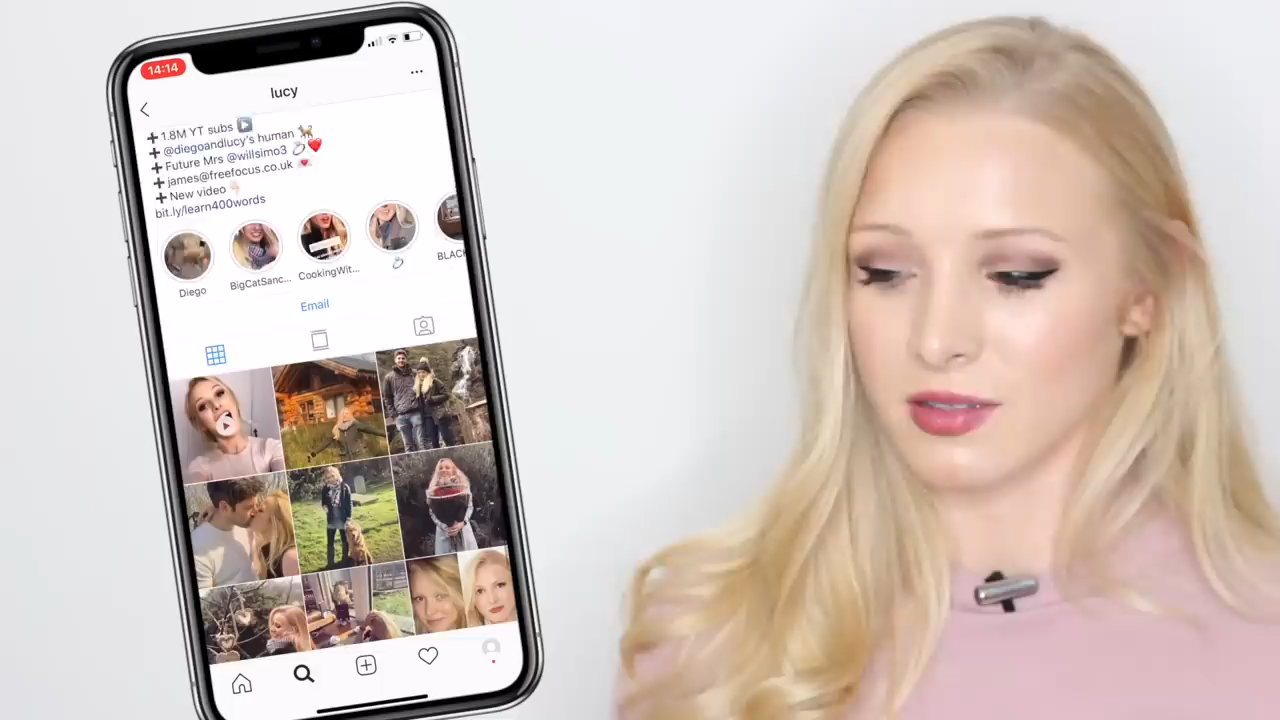 14:14
lucy
+ 1.8M YT subs
+ @diegoandlucy's human
+ Future Mrs @willsimo3
+ james@freefocus.co.uk
+ New video
bit.ly/learn400words
Diego BigCatSanc... CookingWit... BLACK
Email